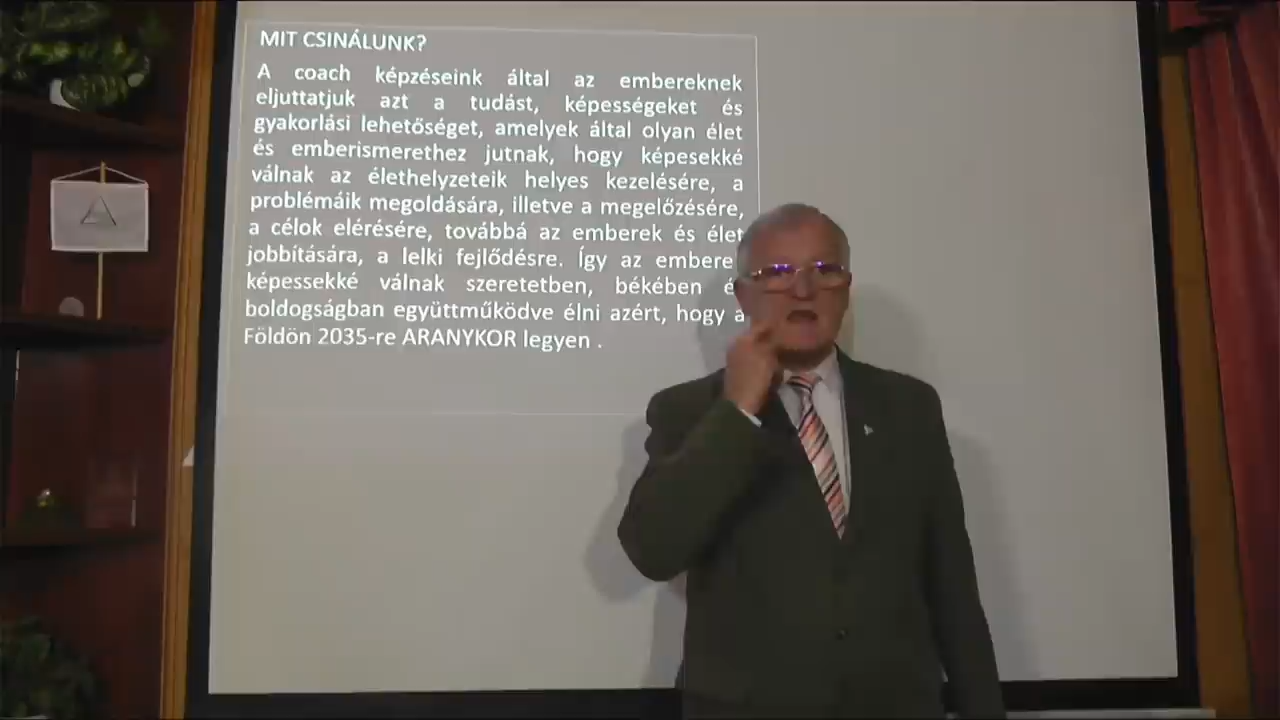 MIT CSINÁLUNK?
A coach képzéseink által az embereknek
eljuttatjuk azt a tudást, képességeket és
gyakorlási lehetőséget, amelyek által olyan élet
és emberismerethez jutnak, hogy képesekké
válnak az élethelyzeteik helyes kezelésére, a
problémáik megoldására, illetve a megelőzésére,
a célok elérésére, továbbá az emberek és élet
jobbítására, a lelki fejlődésre. Így az embere
képessekké válnak szeretetben, békében é
boldogságban együttműködve élni azért, hogy a
Földön 2035-re ARANYKOR legyen .